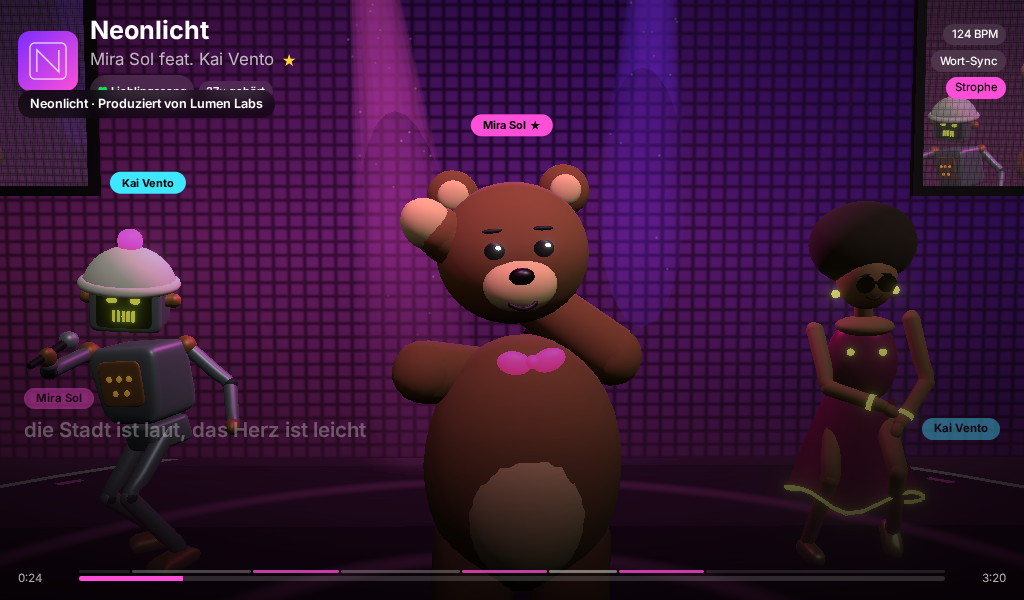 Neonlicht
Mira Sol feat. Kai Vento ★
Neonlicht · Produziert von Lumen Labs
124 BPM
Wort-Sync
Strophe
Mira Sol ★
Kai Vento
Mira Sol
die Stadt ist laut, das Herz ist leicht
Kai Vento
0:24
3:20